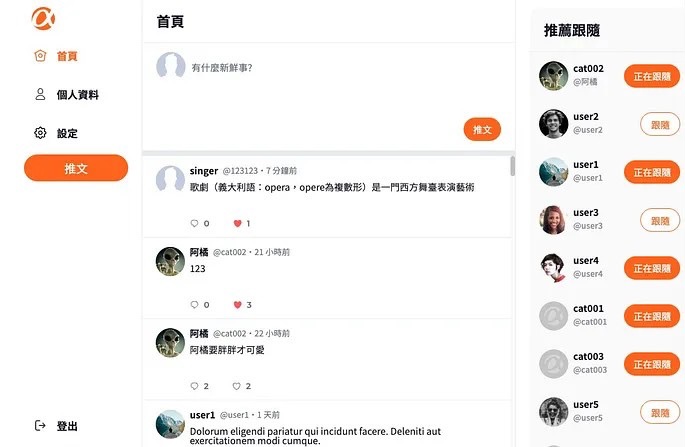 首頁
個人資料
設定
推文
登出
首頁
有什麼新鮮事?
推文
singer @123123・7 分鐘前
歌劇（義大利語：opera，opere為複數形）是一門西方舞臺表演藝術
0 1
阿橘 @cat002・21 小時前
123
0 3
阿橘 @cat002・22 小時前
阿橘要胖胖才可愛
2 2
user1 @user1・1 天前
Dolorum eligendi pariatur qui incidunt facere. Deleniti aut
exercitationem modi cumque.
推薦跟隨
cat002
@阿橘
正在跟隨
user2
@user2
跟隨
user1
@user1
正在跟隨
user3
@user3
跟隨
user4
@user4
正在跟隨
cat001
@cat001
正在跟隨
cat003
@cat003
正在跟隨
user5
@user5
跟隨